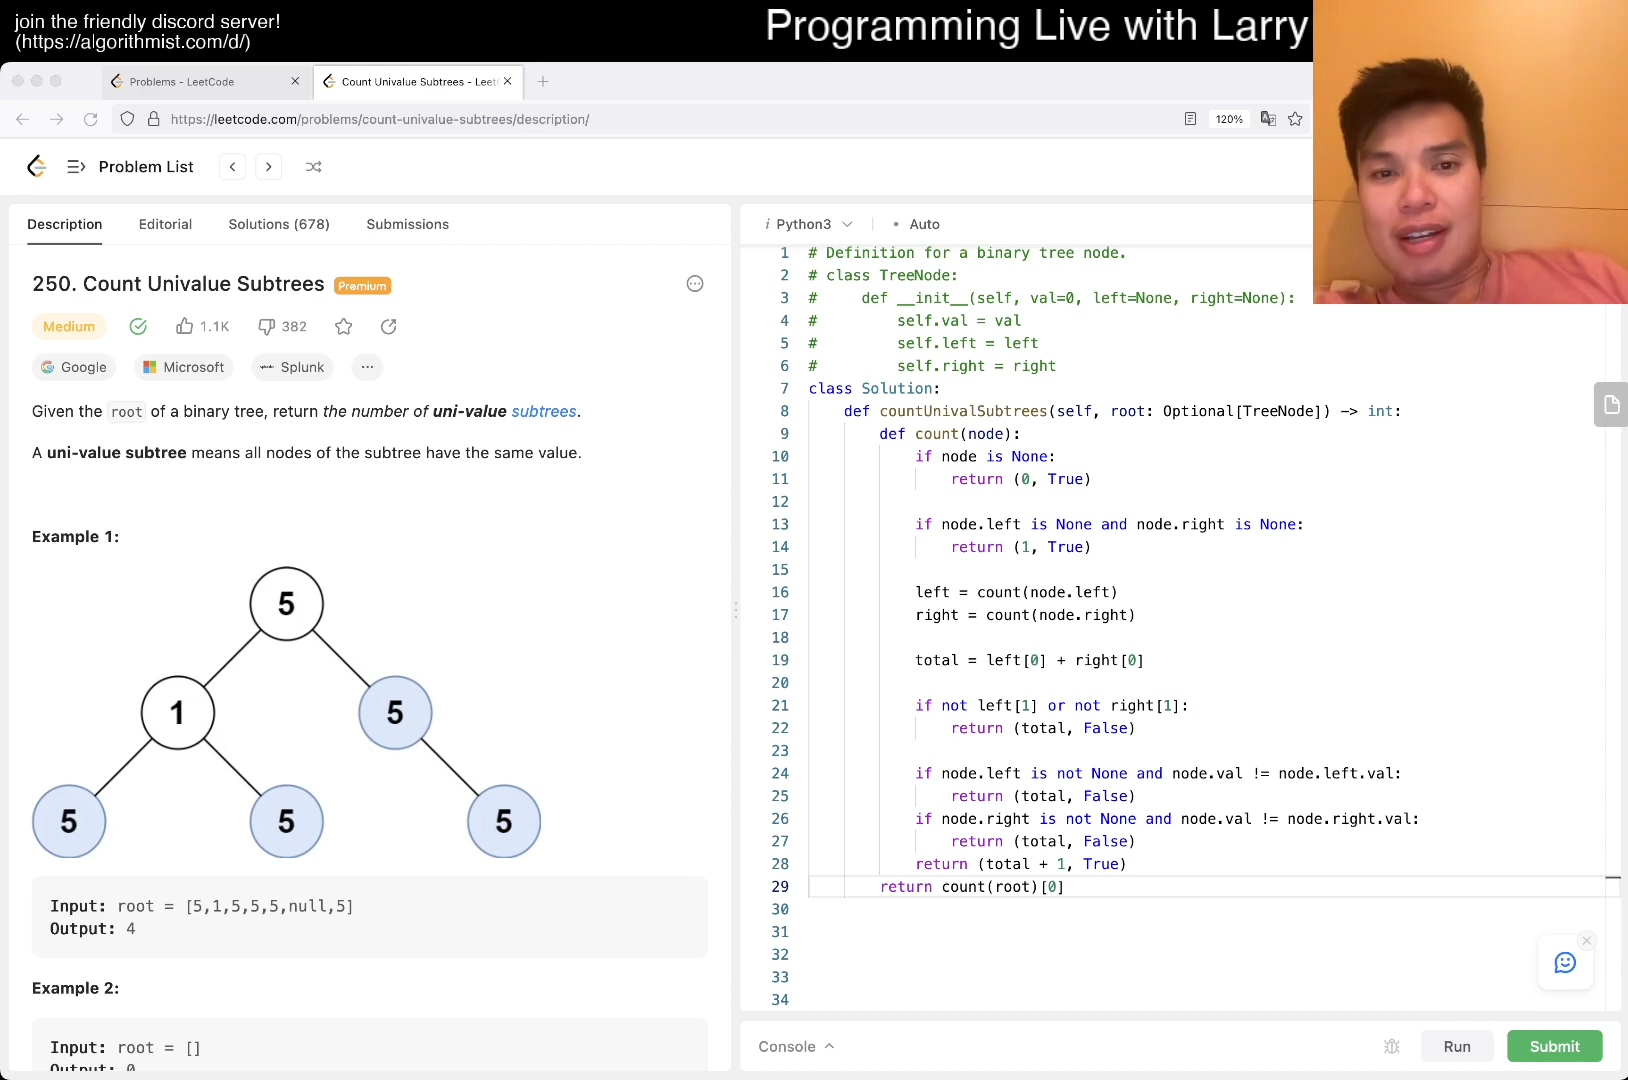 join the friendly discord server!
(https://algorithmist.com/d/)
Programming Live with Larry
Problems - LeetCode
Count Univalue Subtrees - Leet
https://leetcode.com/problems/count-univalue-subtrees/description/
120%
Problem List
Description Editorial Solutions (678) Submissions
250. Count Univalue Subtrees Premium
Medium 1.1K 382
Google Microsoft Splunk ...
Given the root of a binary tree, return the number of uni-value subtrees.
A uni-value subtree means all nodes of the subtree have the same value.
Example 1:
5
1 5
5 5 5
Input: root = [5,1,5,5,5,null,5]
Output: 4
Example 2:
Input: root = []
Output: 0
i Python3 Auto
1 # Definition for a binary tree node.
2 # class TreeNode:
3 #     def __init__(self, val=0, left=None, right=None):
4 #         self.val = val
5 #         self.left = left
6 #         self.right = right
7 class Solution:
8     def countUnivalSubtrees(self, root: Optional[TreeNode]) -> int:
9         def count(node):
10             if node is None:
11                 return (0, True)
12
13             if node.left is None and node.right is None:
14                 return (1, True)
15
16             left = count(node.left)
17             right = count(node.right)
18
19             total = left[0] + right[0]
20
21             if not left[1] or not right[1]:
22                 return (total, False)
23
24             if node.left is not None and node.val != node.left.val:
25                 return (total, False)
26             if node.right is not None and node.val != node.right.val:
27                 return (total, False)
28             return (total + 1, True)
29         return count(root)[0]
30
31
32
33
34
Console Run Submit